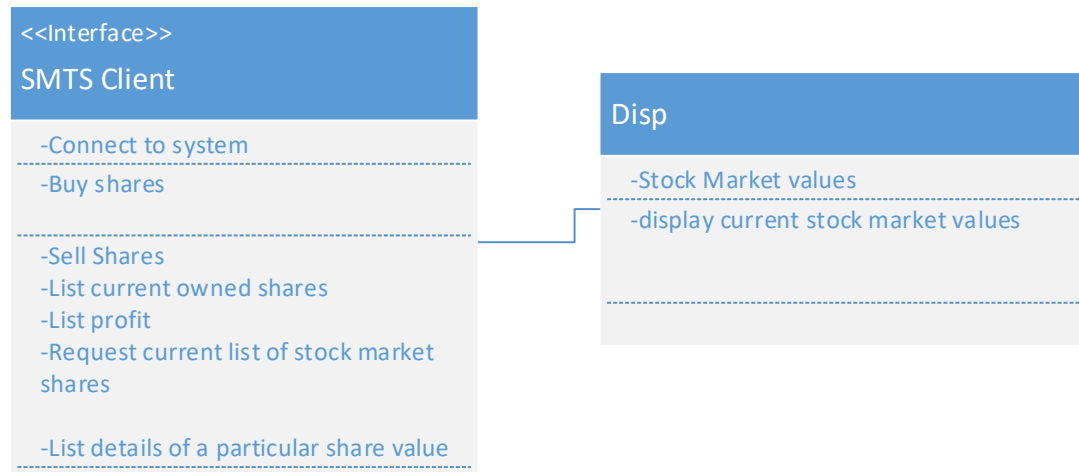 <<Interface>>
SMTS Client
-Connect to system
-Buy shares
-Sell Shares
-List current owned shares
-List profit
-Request current list of stock market
shares
-List details of a particular share value
Disp
-Stock Market values
-display current stock market values